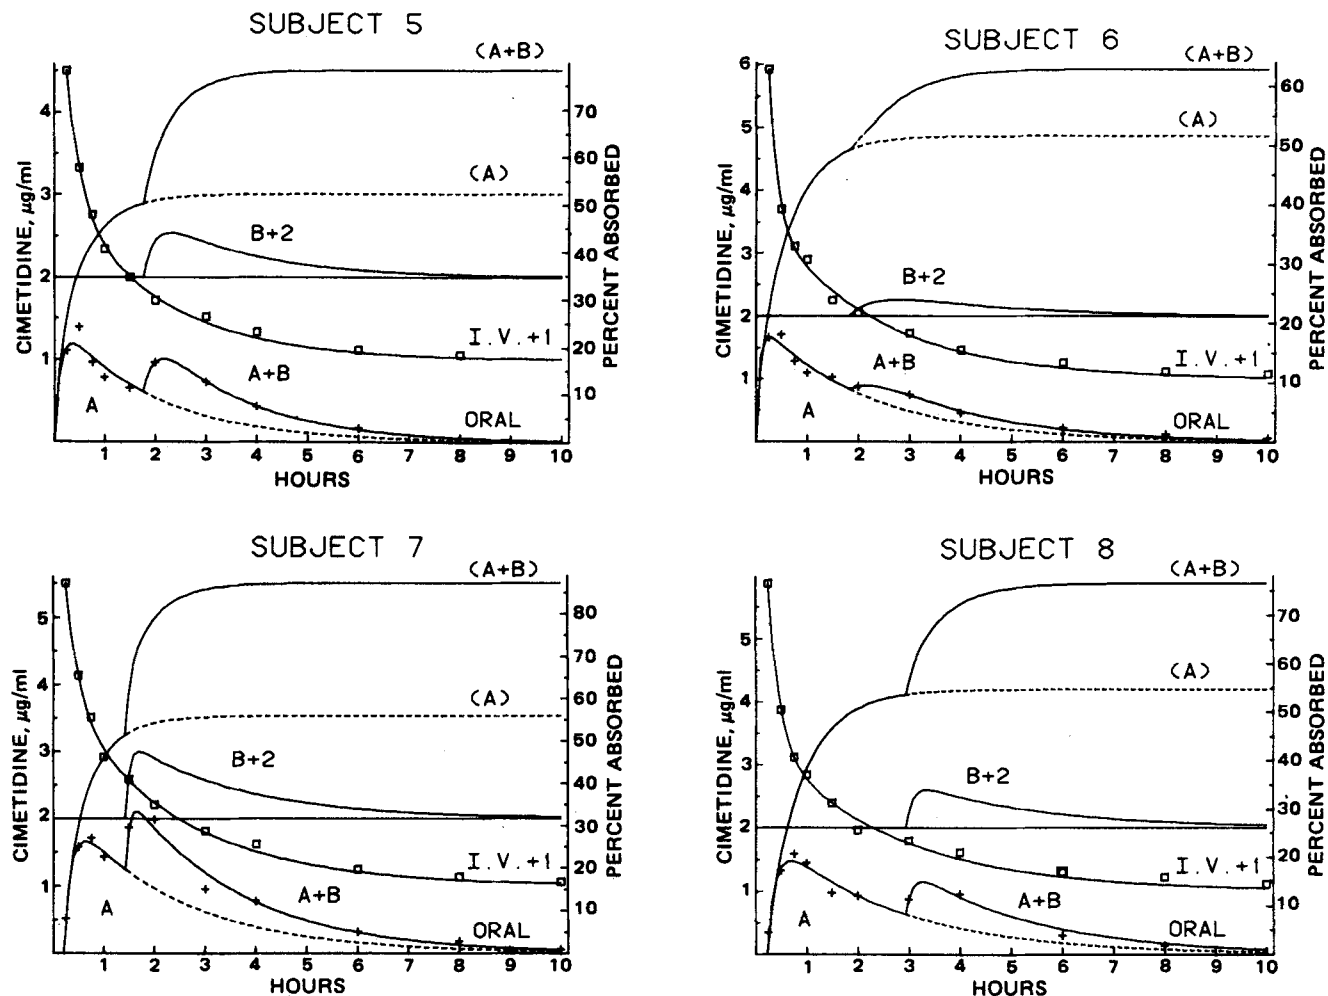 SUBJECT 5
(A+B)
4
3
2
1
CIMETIDINE, µg/ml
70
60
50
40
30
20
10
PERCENT ABSORBED
(A)
B+2
I.V.+1
A+B
A
ORAL
1 2 3 4 5 6 7 8 9 10
HOURS
SUBJECT 6
(A+B)
6
5
4
3
2
1
CIMETIDINE, µg/ml
60
50
40
30
20
10
PERCENT ABSORBED
(A)
B+2
I.V.+1
A+B
A
ORAL
1 2 3 4 5 6 7 8 9 10
HOURS
SUBJECT 7
(A+B)
5
4
3
2
1
CIMETIDINE, µg/ml
80
70
60
50
40
30
20
10
PERCENT ABSORBED
(A)
B+2
I.V.+1
A+B
A
ORAL
1 2 3 4 5 6 7 8 9 10
HOURS
SUBJECT 8
(A+B)
5
4
3
2
1
CIMETIDINE, µg/ml
70
60
50
40
30
20
10
PERCENT ABSORBED
(A)
B+2
I.V.+1
A+B
A
ORAL
1 2 3 4 5 6 7 8 9 10
HOURS